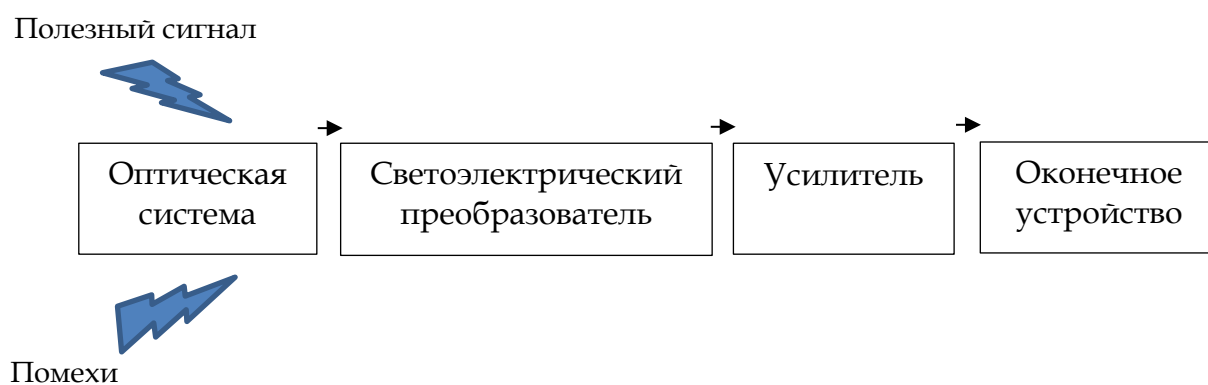 Полезный сигнал
Оптическая
система
Светоэлектрический
преобразователь
Усилитель
Оконечное
устройство
Помехи